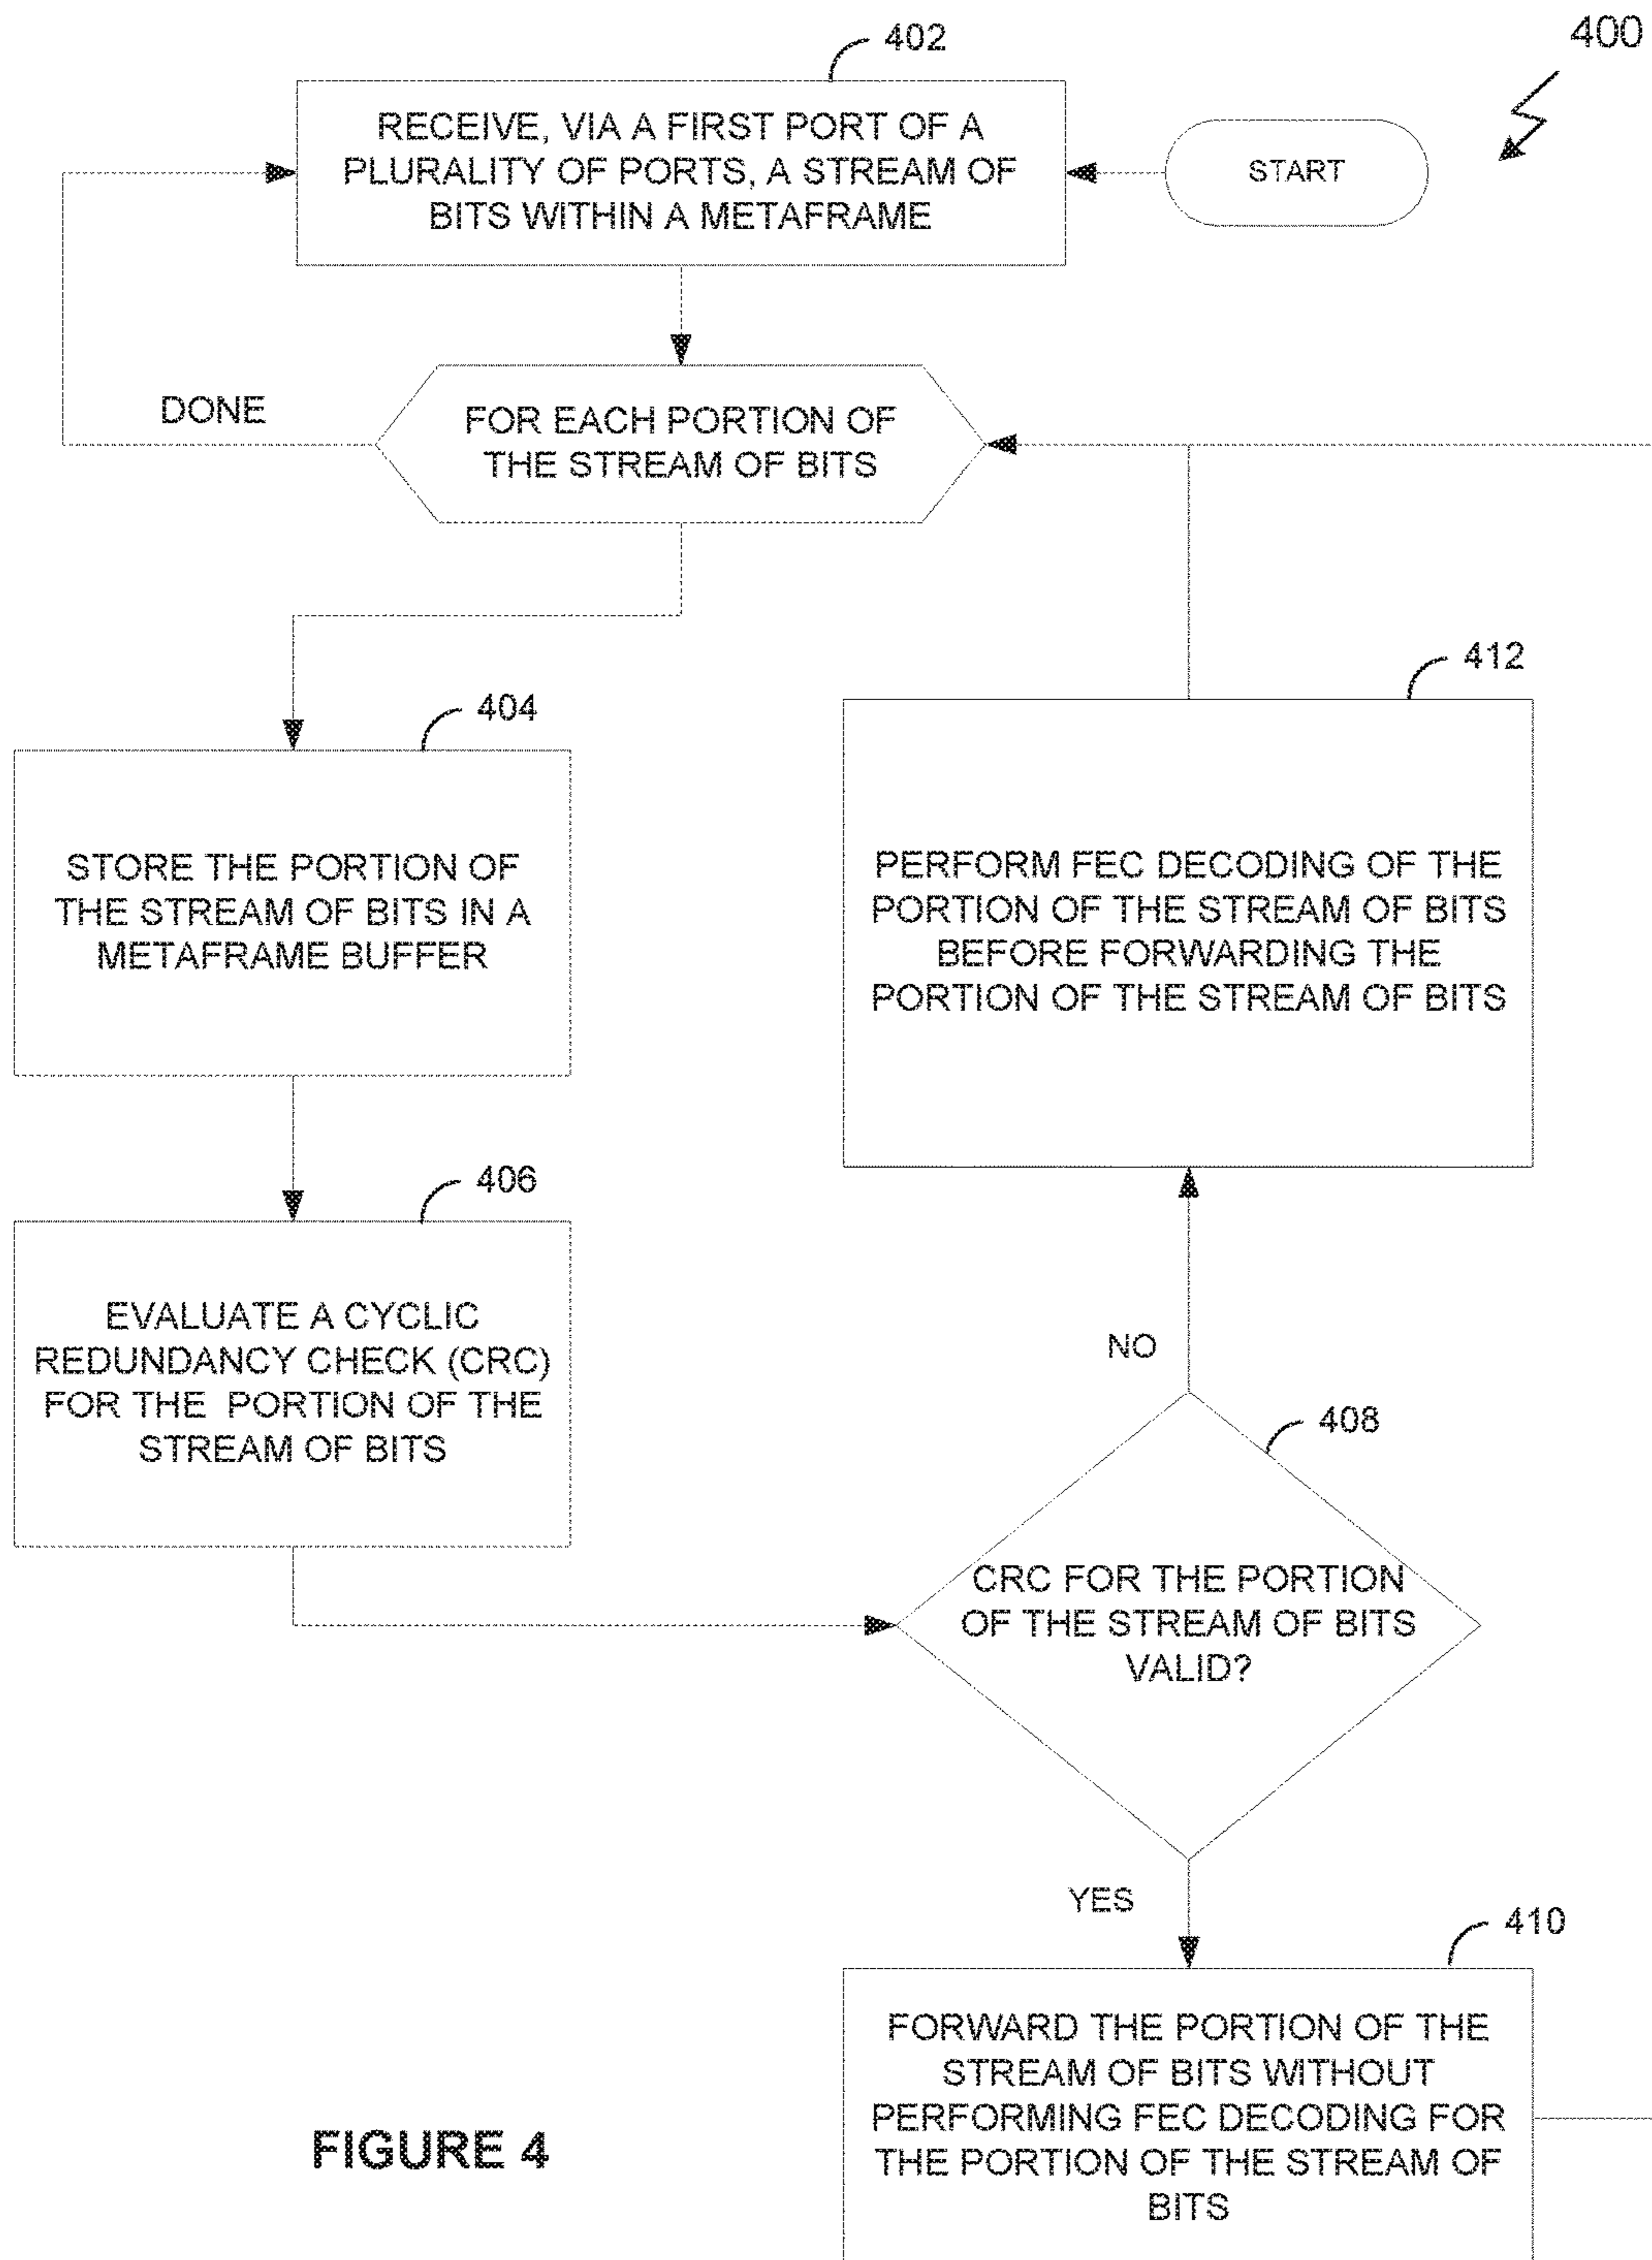 400
402
RECEIVE, VIA A FIRST PORT OF A
PLURALITY OF PORTS, A STREAM OF
BITS WITHIN A METAFRAME
START
DONE
FOR EACH PORTION OF
THE STREAM OF BITS
404
STORE THE PORTION OF
THE STREAM OF BITS IN A
METAFRAME BUFFER
412
PERFORM FEC DECODING OF THE
PORTION OF THE STREAM OF BITS
BEFORE FORWARDING THE
PORTION OF THE STREAM OF BITS
406
EVALUATE A CYCLIC
REDUNDANCY CHECK (CRC)
FOR THE PORTION OF THE
STREAM OF BITS
NO
408
CRC FOR THE PORTION
OF THE STREAM OF BITS
VALID?
YES
410
FORWARD THE PORTION OF THE
STREAM OF BITS WITHOUT
PERFORMING FEC DECODING FOR
THE PORTION OF THE STREAM OF
BITS
FIGURE 4